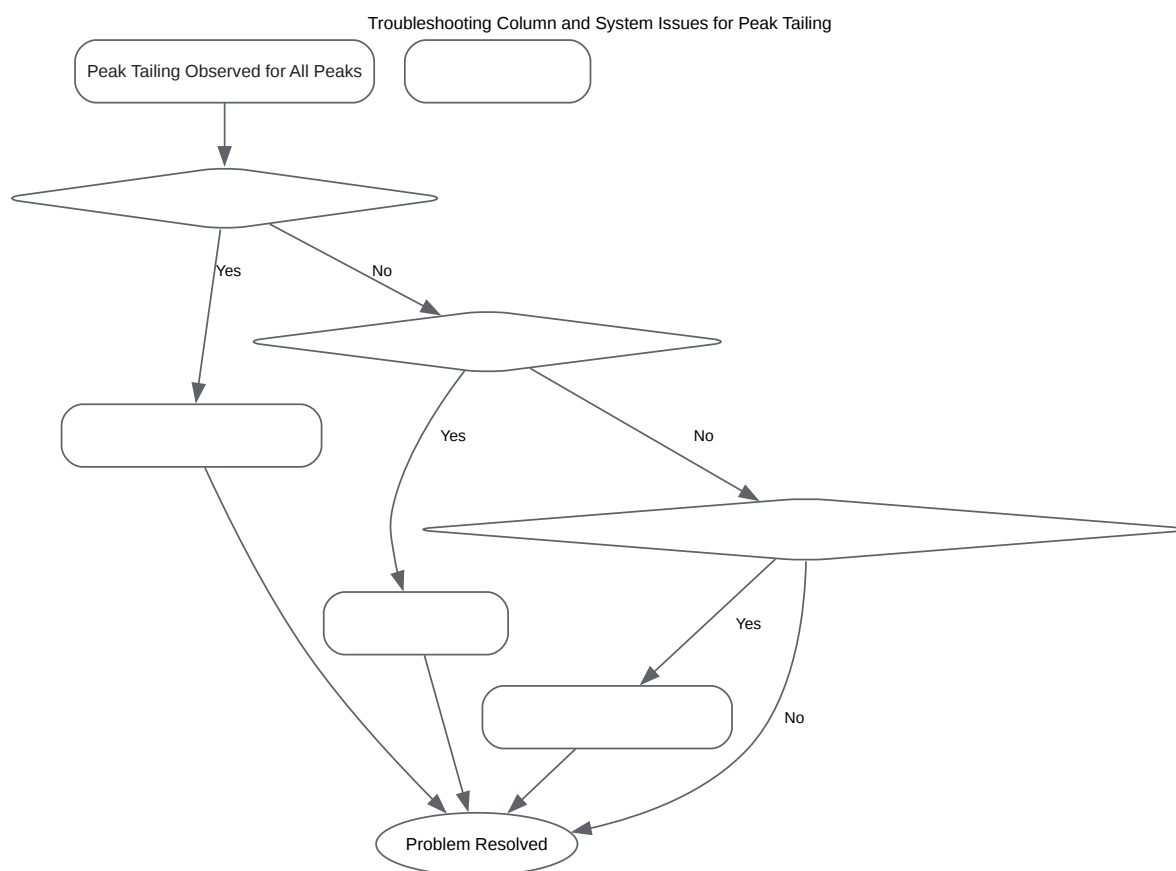 Troubleshooting Column and System Issues for Peak Tailing
Peak Tailing Observed for All Peaks
Yes
No
Yes
No
Yes
No
Problem Resolved